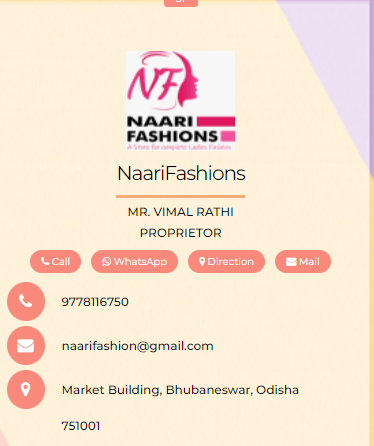 NF
NAARI
FASHIONS
A Store for complete Ladies Fashion
NaariFashions
MR. VIMAL RATHI
PROPRIETOR
Call WhatsApp Direction Mail
9778116750
naarifashion@gmail.com
Market Building, Bhubaneswar, Odisha
751001